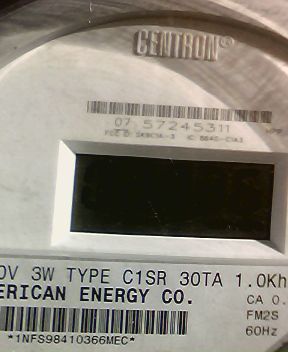 CENTRON®
07 57245311
0V 3W TYPE C1SR 30TA 1.0Kh
ERICAN ENERGY CO.
CA 0.
FM2S
60Hz
*1NFS98410366MEC*